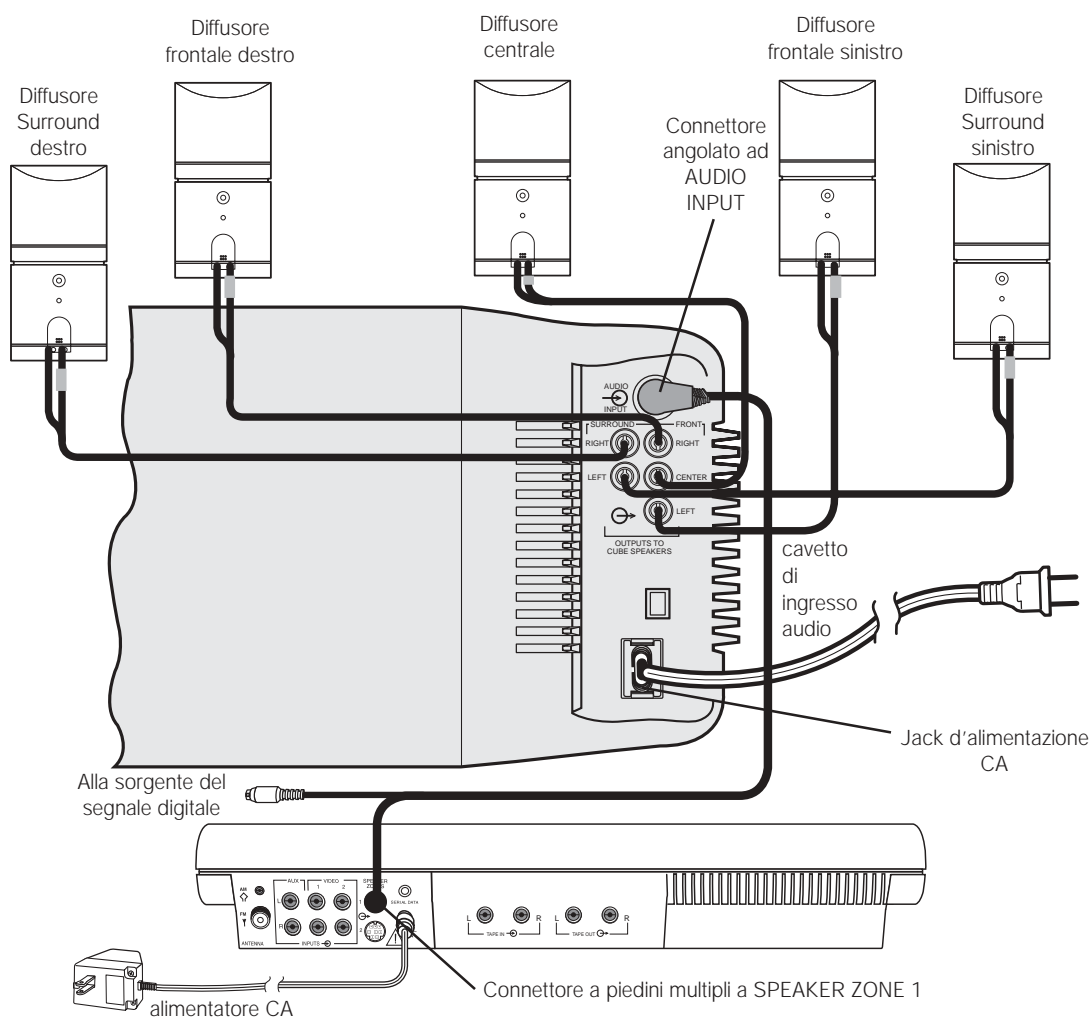 Diffusore
frontale destro
Diffusore
centrale
Diffusore
frontale sinistro
Diffusore
Surround
destro
Connettore
angolato ad
AUDIO
INPUT
Diffusore
Surround
sinistro
AUDIO
INPUT
SURROUND
FRONT
RIGHT
RIGHT
LEFT
CENTER
LEFT
OUTPUTS TO
CUBE SPEAKERS
cavetto
di
ingresso
audio
Jack d'alimentazione
CA
Alla sorgente del
segnale digitale
AM
FM
ANTENNA
AUX
VIDEO
1 2
L
R
INPUTS
SPEAKER
ZONES
1
2
SERIAL DATA
L R
TAPE IN
L R
TAPE OUT
Connettore a piedini multipli a SPEAKER ZONE 1
alimentatore CA